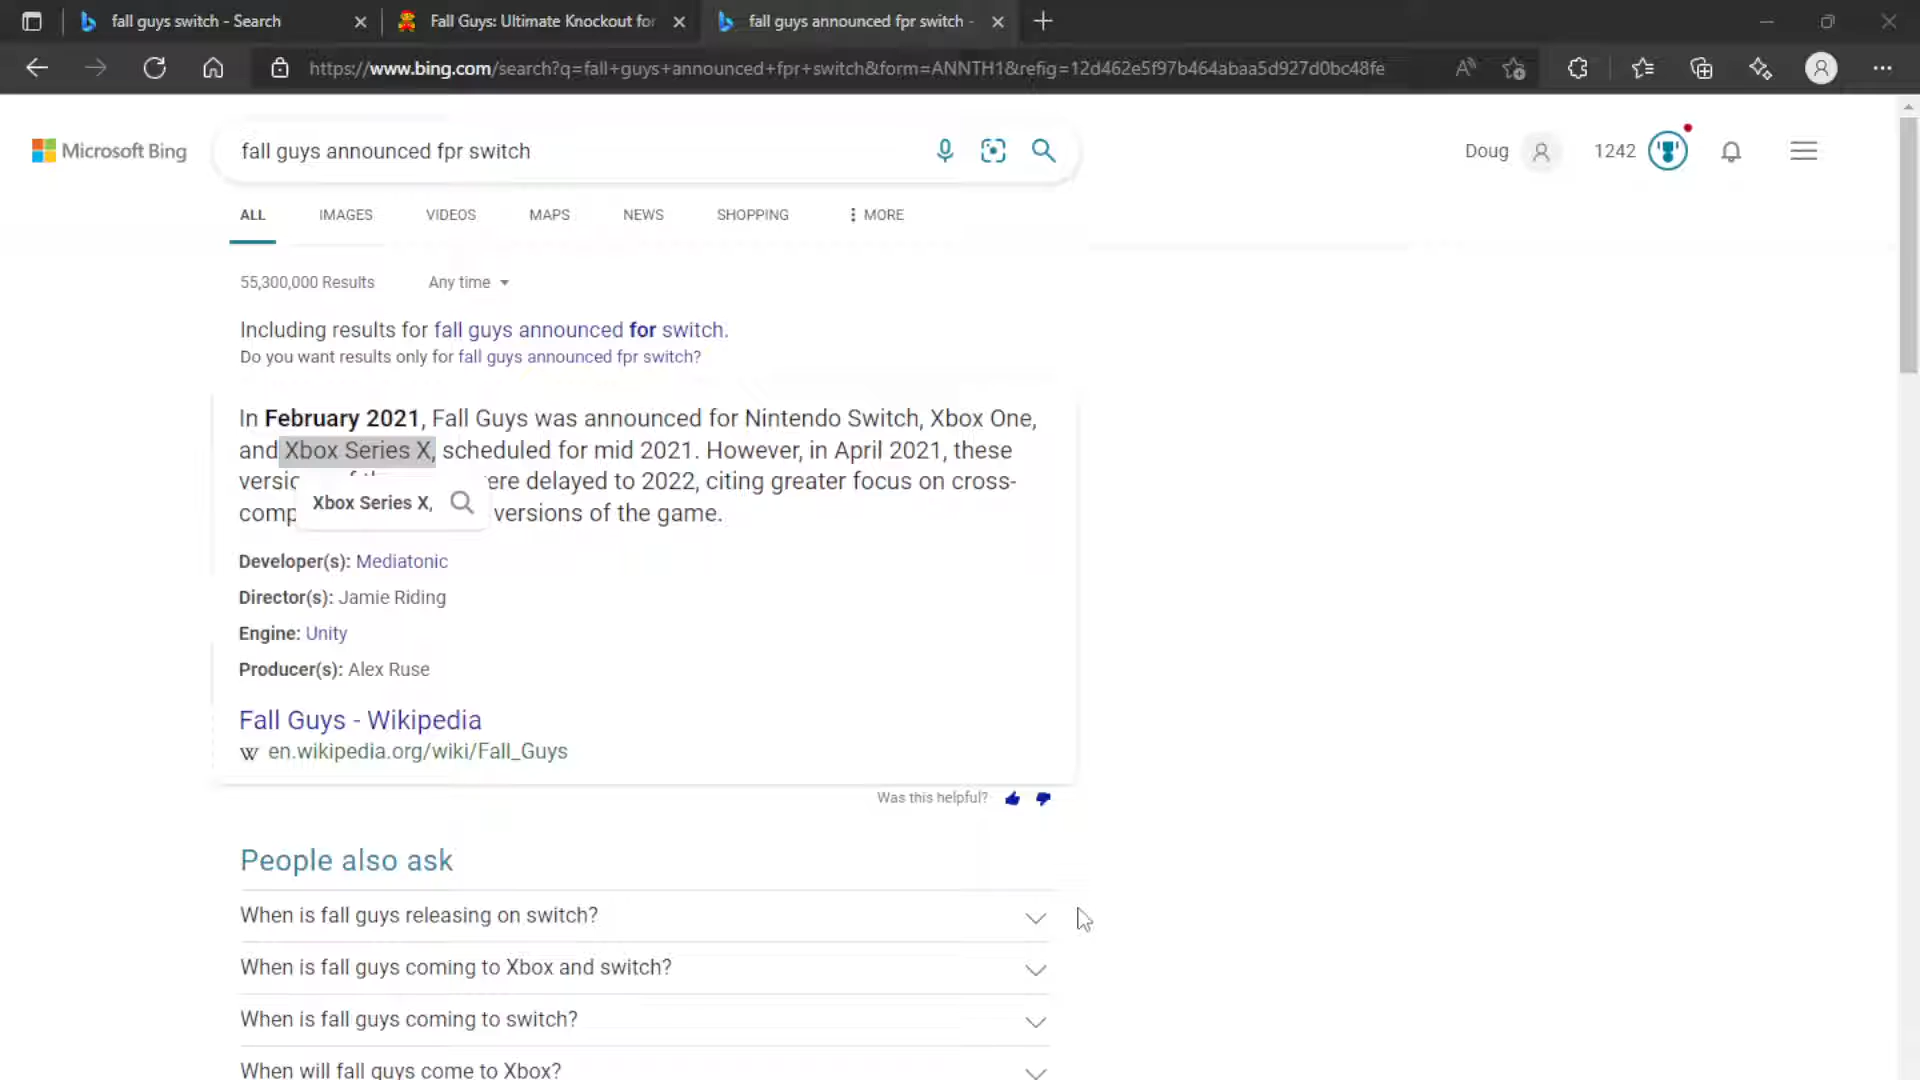 fall guys switch - Search
Fall Guys: Ultimate Knockout for
fall guys announced fpr switch -
https://www.bing.com/search?q=fall+guys+announced+fpr+switch&form=ANNTH1&refig=12d462e5f97b464abaa5d927d0bc48fe
Microsoft Bing
fall guys announced fpr switch
Doug
1242
ALL
IMAGES
VIDEOS
MAPS
NEWS
SHOPPING
MORE
55,300,000 Results
Any time
Including results for fall guys announced for switch.
Do you want results only for fall guys announced fpr switch?
In February 2021, Fall Guys was announced for Nintendo Switch, Xbox One,
and Xbox Series X, scheduled for mid 2021. However, in April 2021, these
were delayed to 2022, citing greater focus on cross-
Xbox Series X,
versions of the game.
Developer(s): Mediatonic
Director(s): Jamie Riding
Engine: Unity
Producer(s): Alex Ruse
Fall Guys - Wikipedia
W en.wikipedia.org/wiki/Fall_Guys
Was this helpful?
People also ask
When is fall guys releasing on switch?
When is fall guys coming to Xbox and switch?
When is fall guys coming to switch?
When will fall guys come to Xbox?